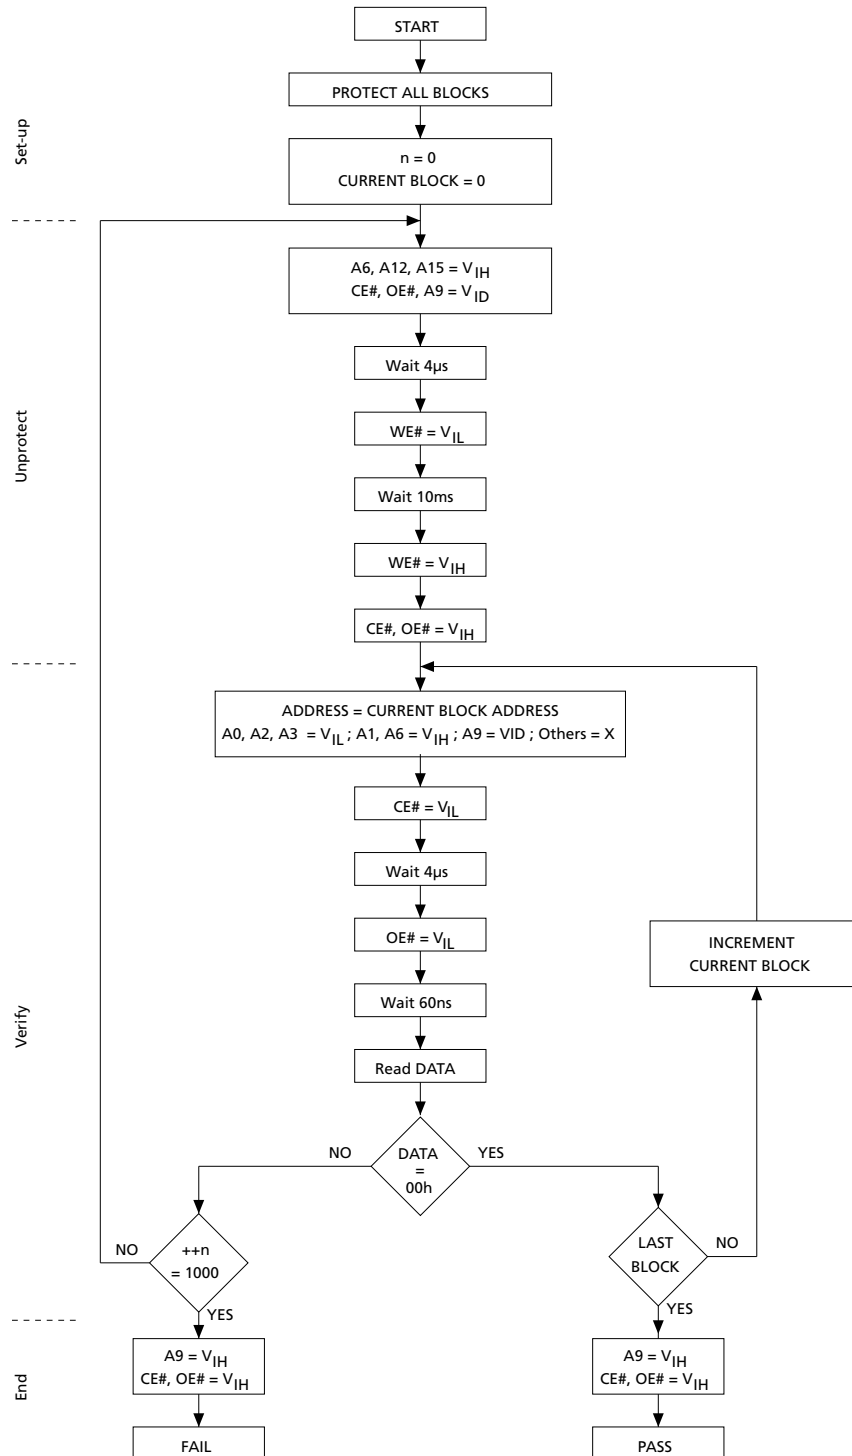 START
PROTECT ALL BLOCKS
Set-up
n = 0
CURRENT BLOCK = 0
A6, A12, A15 = VIH
CE#, OE#, A9 = VID
Wait 4µs
Unprotect
WE# = VIL
Wait 10ms
WE# = VIH
CE#, OE# = VIH
ADDRESS = CURRENT BLOCK ADDRESS
A0, A2, A3 = VIL ; A1, A6 = VIH ; A9 = VID ; Others = X
CE# = VIL
Wait 4µs
OE# = VIL
INCREMENT
CURRENT BLOCK
Wait 60ns
Verify
Read DATA
DATA
=
00h
NO
YES
++n
= 1000
NO
YES
LAST
BLOCK
NO
YES
End
A9 = VIH
CE#, OE# = VIH
A9 = VIH
CE#, OE# = VIH
FAIL
PASS